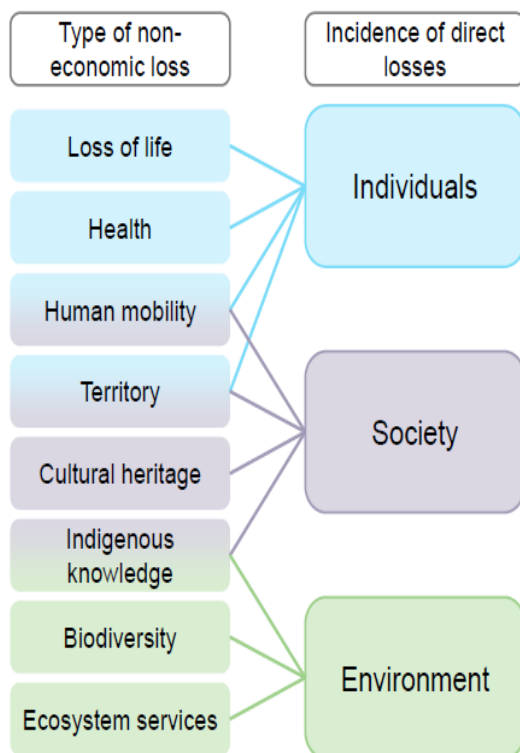 Type of non-
economic loss
Incidence of direct
losses
Loss of life
Health
Human mobility
Territory
Cultural heritage
Indigenous
knowledge
Biodiversity
Ecosystem services
Individuals
Society
Environment